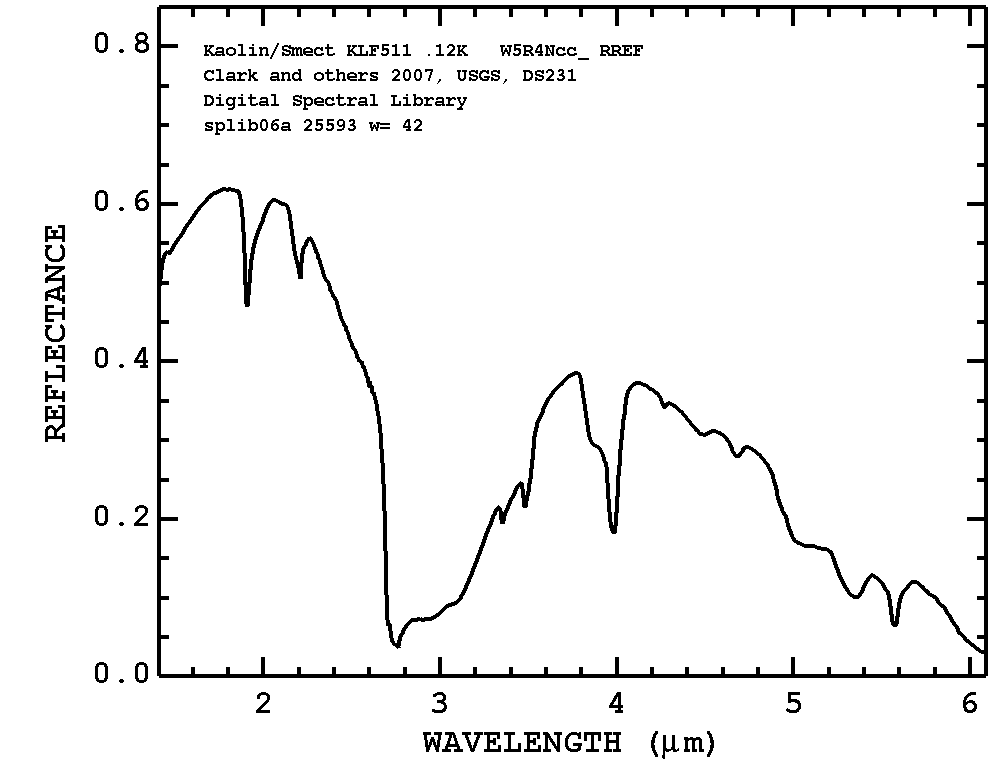 0.8
0.6
0.4
0.2
0.0
REFLECTANCE
Kaolin/Smect KLF511 .12K W5R4Ncc_ RREF
Clark and others 2007, USGS, DS231
Digital Spectral Library
splib06a 25593 w= 42
2 3 4 5 6
WAVELENGTH (μm)